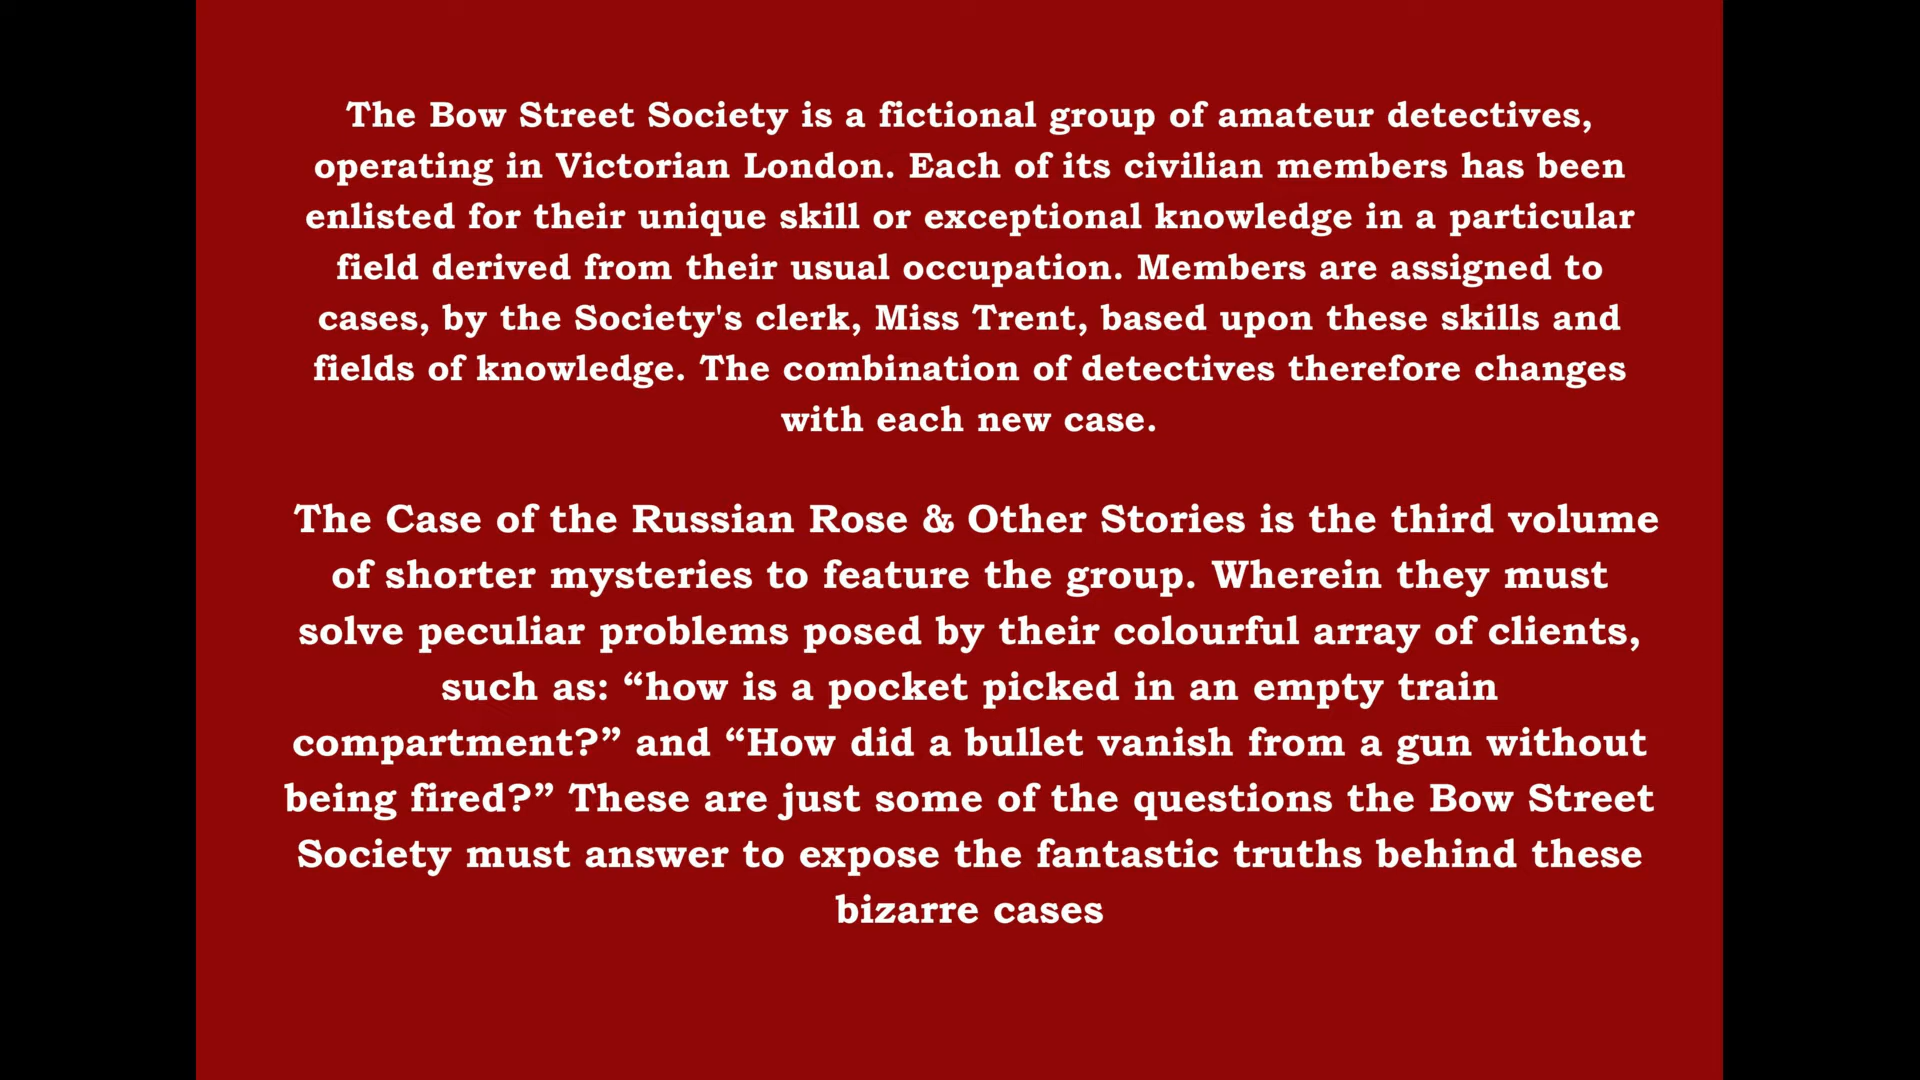 The Bow Street Society is a fictional group of amateur detectives,
operating in Victorian London. Each of its civilian members has been
enlisted for their unique skill or exceptional knowledge in a particular
field derived from their usual occupation. Members are assigned to
cases, by the Society's clerk, Miss Trent, based upon these skills and
fields of knowledge. The combination of detectives therefore changes
with each new case.
The Case of the Russian Rose & Other Stories is the third volume
of shorter mysteries to feature the group. Wherein they must
solve peculiar problems posed by their colourful array of clients,
such as: “how is a pocket picked in an empty train
compartment?” and “How did a bullet vanish from a gun without
being fired?” These are just some of the questions the Bow Street
Society must answer to expose the fantastic truths behind these
bizarre cases